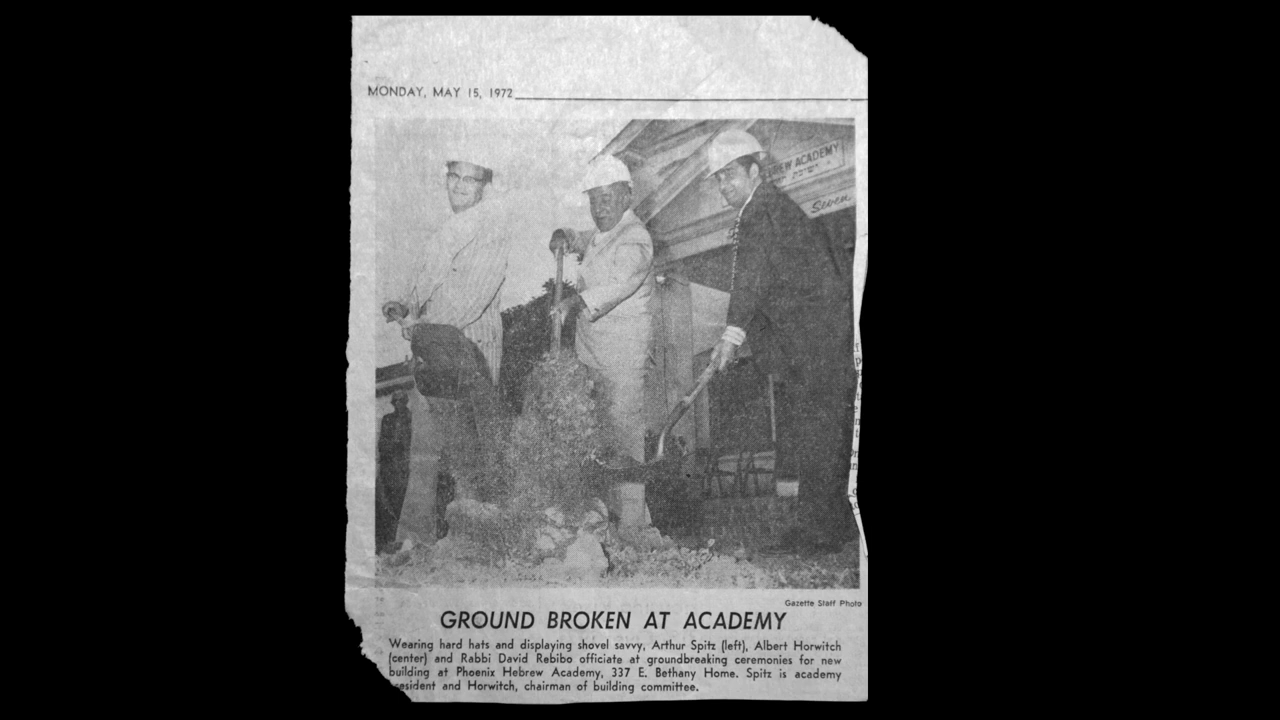 MONDAY, MAY 15, 1972
REW ACADEMY
Seven
Gazette Staff Photo
GROUND BROKEN AT ACADEMY
Wearing hard hats and displaying shovel savvy, Arthur Spitz (left), Albert Horwitch
(center) and Rabbi David Rebibo officiate at groundbreaking ceremonies for new
building at Phoenix Hebrew Academy, 337 E. Bethany Home. Spitz is academy
esident and Horwitch, chairman of building committee.